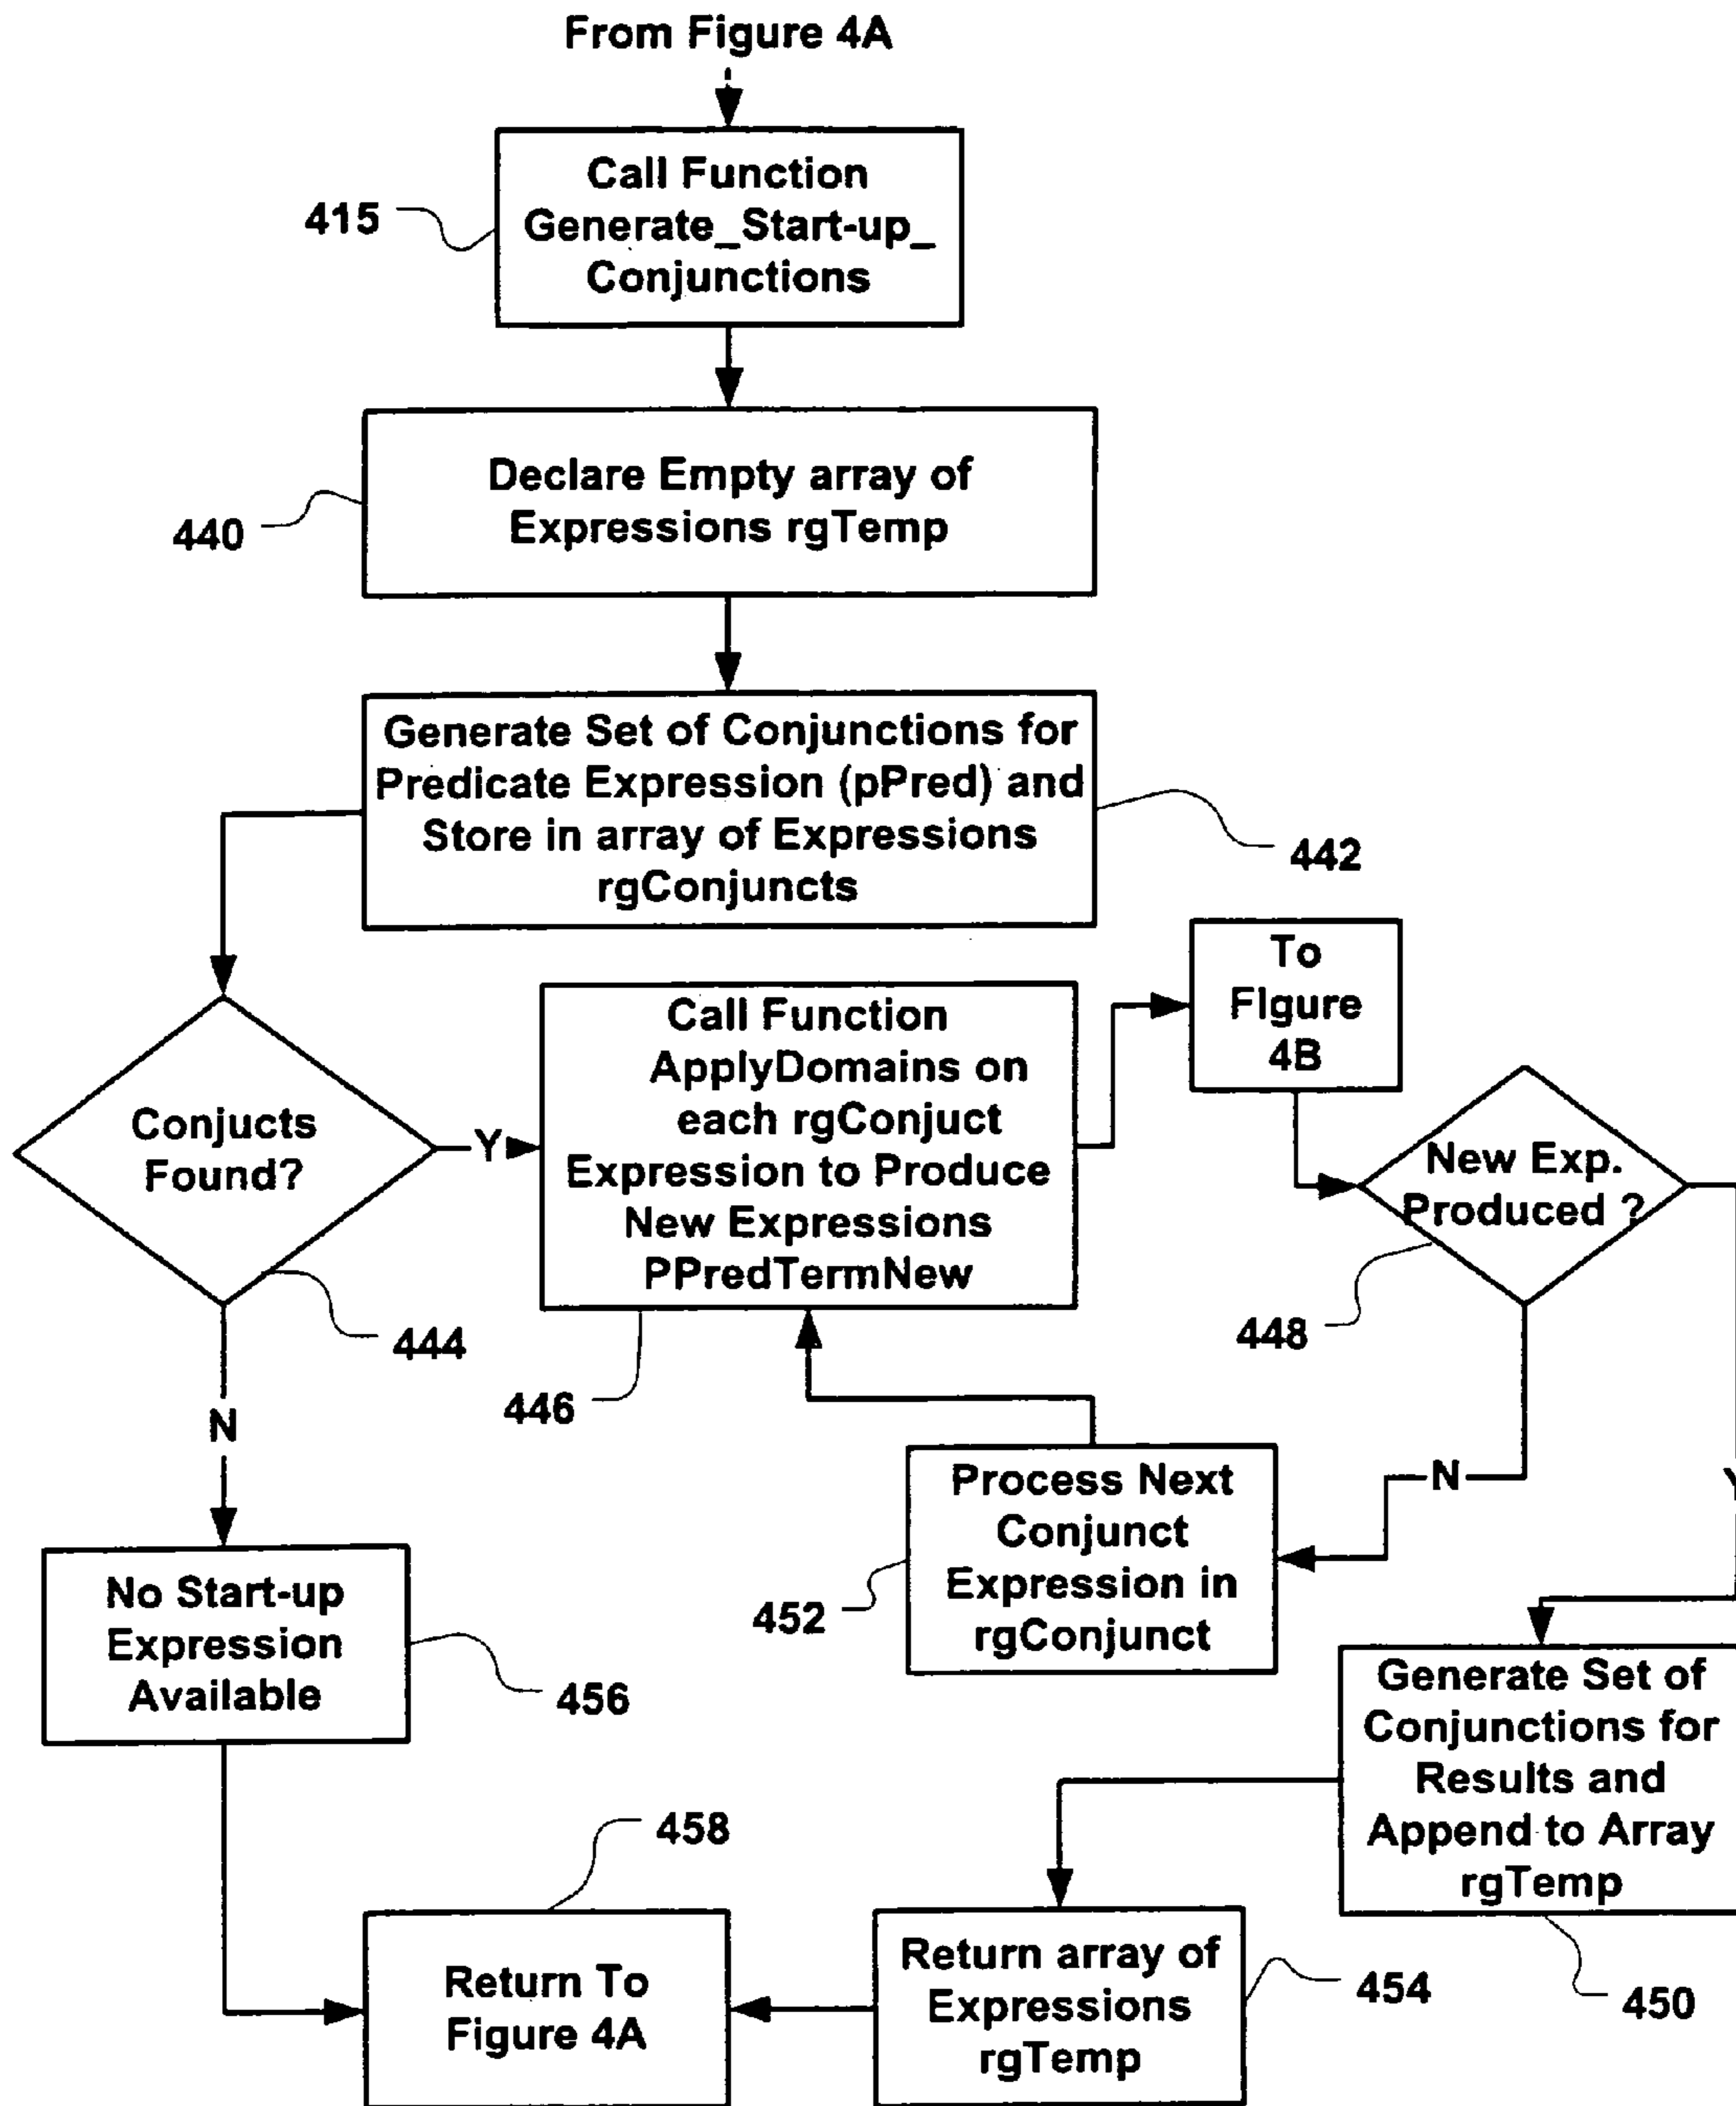 From Figure 4A
Call Function
Generate_Start-up_
Conjunctions
415
Declare Empty array of
Expressions rgTemp
440
Generate Set of Conjunctions for
Predicate Expression (pPred) and
Store in array of Expressions
rgConjuncts
442
To
FIgure
4B
Conjucts
Found?
Y
444
Call Function
ApplyDomains on
each rgConjuct
Expression to Produce
New Expressions
PPredTermNew
446
New Exp.
Produced ?
448
N
N
Y
Process Next
Conjunct
Expression in
rgConjunct
452
No Start-up
Expression
Available
456
Generate Set of
Conjunctions for
Results and
Append to Array
rgTemp
450
458
Return To
Figure 4A
Return array of
Expressions
rgTemp
454